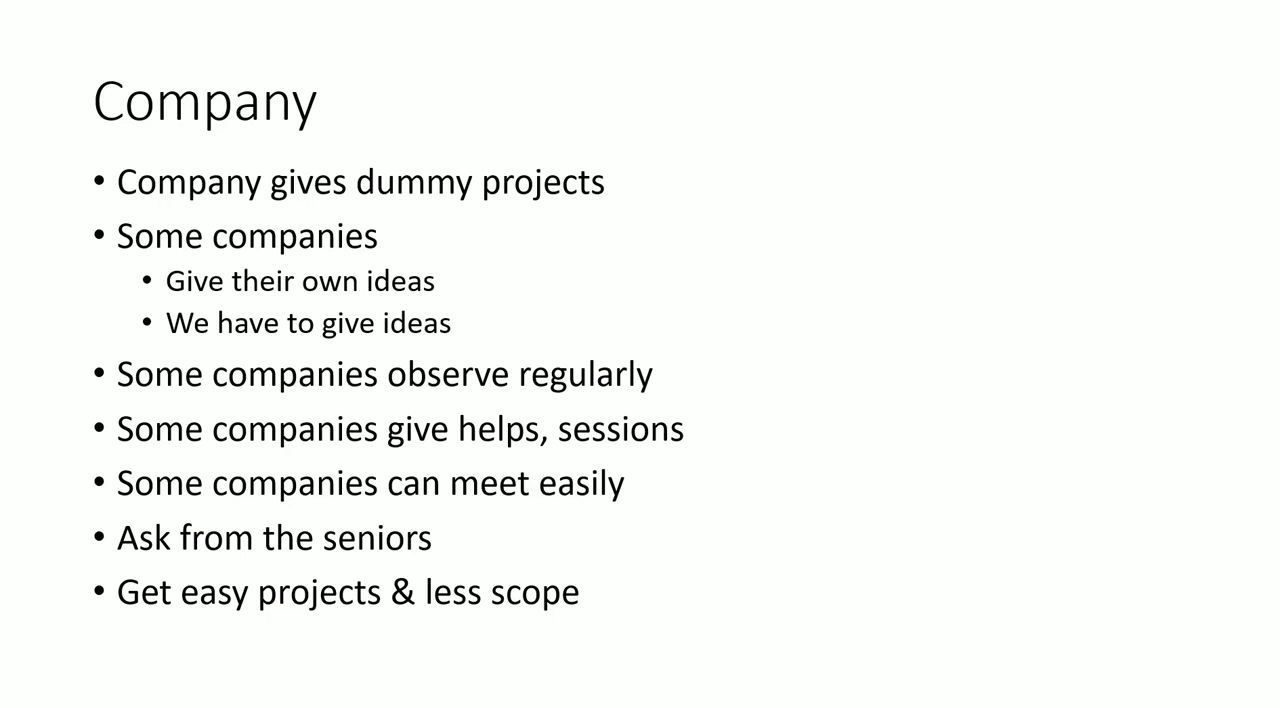 Company
• Company gives dummy projects
• Some companies
• Give their own ideas
• We have to give ideas
• Some companies observe regularly
• Some companies give helps, sessions
• Some companies can meet easily
• Ask from the seniors
• Get easy projects & less scope